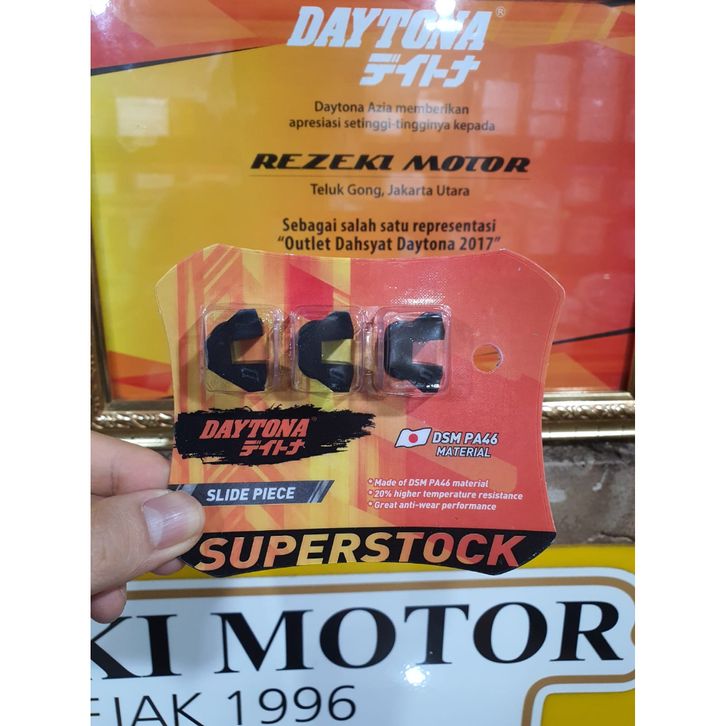 DAYTONA®
デイトナ
Daytona Azia memberikan
apresiasi setinggi-tingginya kepada
REZEKI MOTOR
Teluk Gong, Jakarta Utara
Sebagai salah satu representasi
"Outlet Dahsyat Daytona 2017"
DAYTONA®
デイトナ
DSM PA46
MATERIAL
SLIDE PIECE
* Made of DSM PA46 material
* 20% higher temperature resistance
* Great anti-wear performance
SUPERSTOCK
KI MOTOR
EJAK 1996